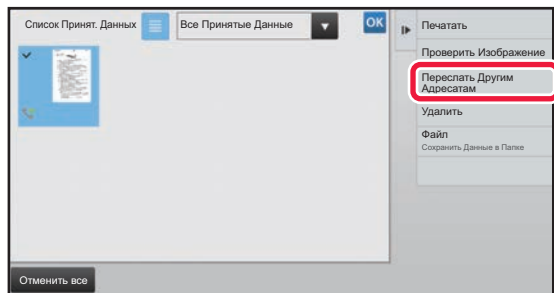 Список Принят. Данных
Все Принятые Данные
OK
Печатать
Проверить Изображение
Переслать Другим
Адресатам
Удалить
Файл
Сохранить Данные в Папке
Отменить все